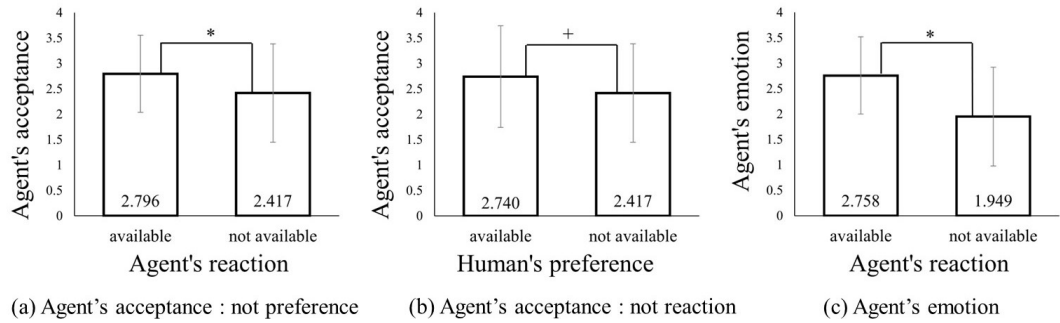 Agent's acceptance
4
3.5
3
2.5
2
1.5
1
0.5
0
*
2.796
2.417
available
not available
Agent's reaction
(a) Agent’s acceptance : not preference
Agent's acceptance
4
3.5
3
2.5
2
1.5
1
0.5
0
+
2.740
2.417
available
not available
Human's preference
(b) Agent’s acceptance : not reaction
Agent's emotion
4
3.5
3
2.5
2
1.5
1
0.5
0
*
2.758
1.949
available
not available
Agent's reaction
(c) Agent’s emotion